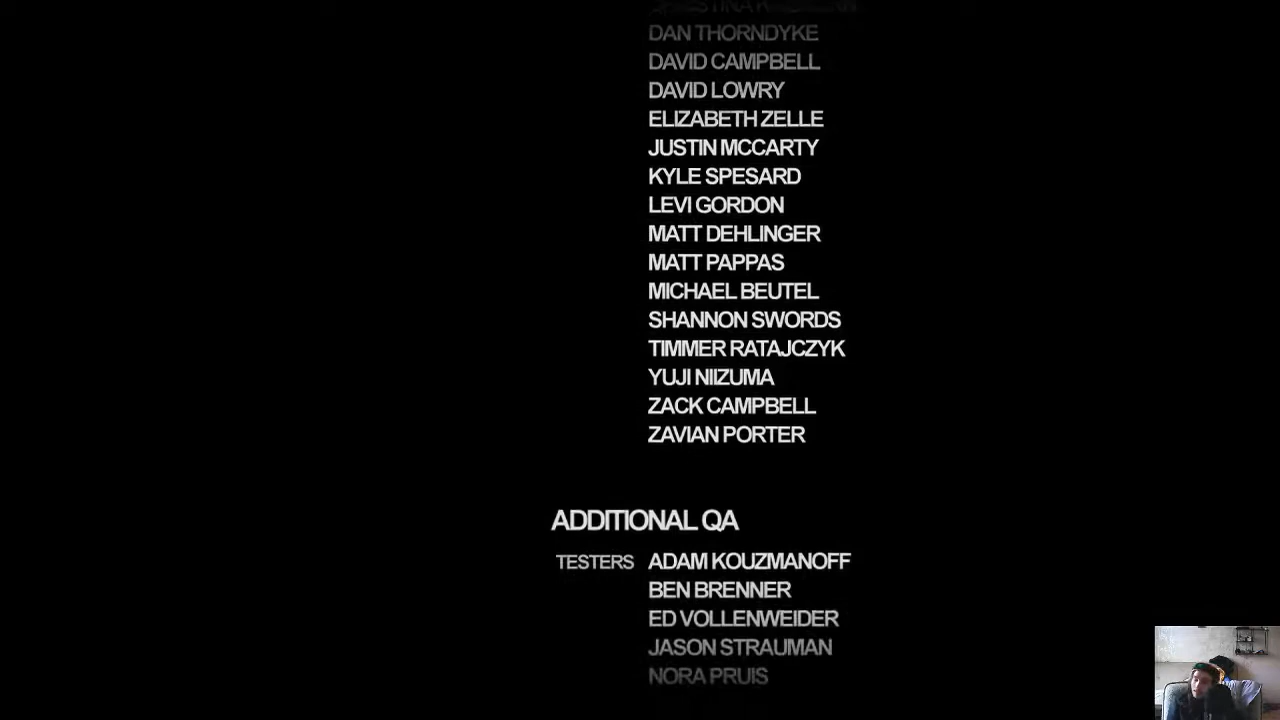 DAN THORNDYKE
DAVID CAMPBELL
DAVID LOWRY
ELIZABETH ZELLE
JUSTIN MCCARTY
KYLE SPESARD
LEVI GORDON
MATT DEHLINGER
MATT PAPPAS
MICHAEL BEUTEL
SHANNON SWORDS
TIMMER RATAJCZYK
YUJI NIIZUMA
ZACK CAMPBELL
ZAVIAN PORTER
ADDITIONAL QA
TESTERS ADAM KOUZMANOFF
BEN BRENNER
ED VOLLENWEIDER
JASON STRAUMAN
NORA PRUIS